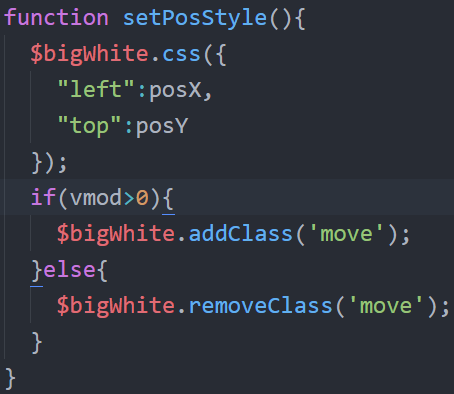 function setPosStyle(){
$bigWhite.css({
"left":posX,
"top":posY
});
if(vmod>0){
$bigWhite.addClass('move');
}else{
$bigWhite.removeClass('move');
}
}